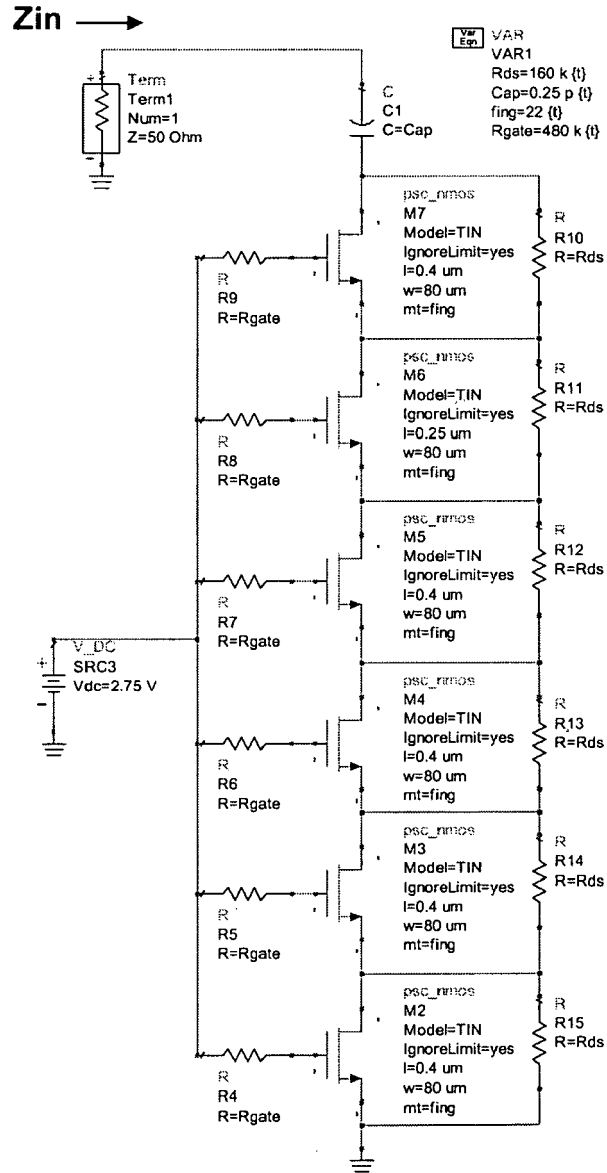 Zin
Term
Term1
Num=1
Z=50 Ohm
C
C1
C=Cap
Var
Eqn
VAR
VAR1
Rds=160 k {t}
Cap=0.25 p {t}
fing=22 {t}
Rgate=480 k {t}
psc_nmos
M7
Model=TIN
IgnoreLimit=yes
l=0.4 um
w=80 um
mt=fing
R
R10
R=Rds
R
R9
R=Rgate
psc_nmos
M6
Model=TIN
IgnoreLimit=yes
l=0.25 um
w=80 um
mt=fing
R
R11
R=Rds
R
R8
R=Rgate
psc_nmos
M5
Model=TIN
IgnoreLimit=yes
l=0.4 um
w=80 um
mt=fing
R
R12
R=Rds
R
R7
R=Rgate
V_DC
SRC3
Vdc=2.75 V
psc_nmos
M4
Model=TIN
IgnoreLimit=yes
l=0.4 um
w=80 um
mt=fing
R
R13
R=Rds
R
R6
R=Rgate
psc_nmos
M3
Model=TIN
IgnoreLimit=yes
l=0.4 um
w=80 um
mt=fing
R
R14
R=Rds
R
R5
R=Rgate
psc_nmos
M2
Model=TIN
IgnoreLimit=yes
l=0.4 um
w=80 um
mt=fing
R
R15
R=Rds
R
R4
R=Rgate